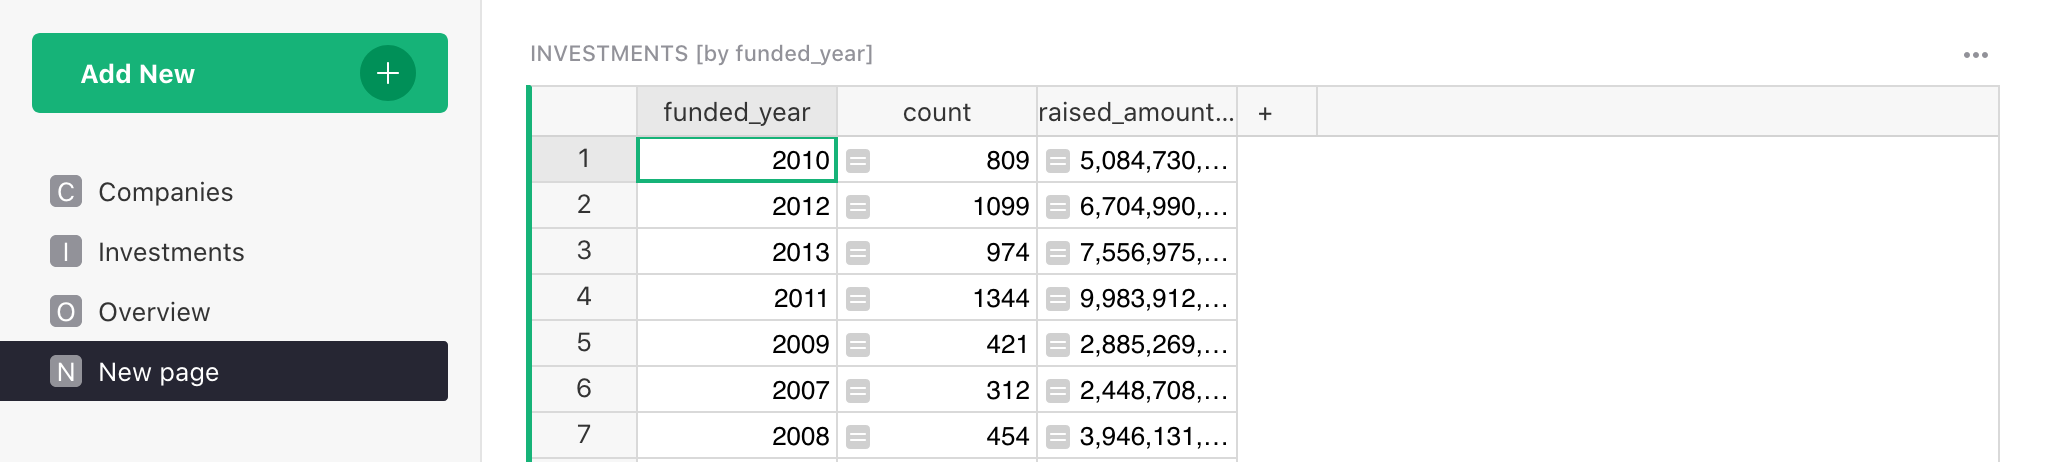 Add New
Companies
Investments
Overview
New page
INVESTMENTS [by funded_year]
funded_year count raised_amount... +
1 2010 = 809 = 5,084,730,...
2 2012 = 1099 = 6,704,990,...
3 2013 = 974 = 7,556,975,...
4 2011 = 1344 = 9,983,912,...
5 2009 = 421 = 2,885,269,...
6 2007 = 312 = 2,448,708,...
7 2008 = 454 = 3,946,131,...